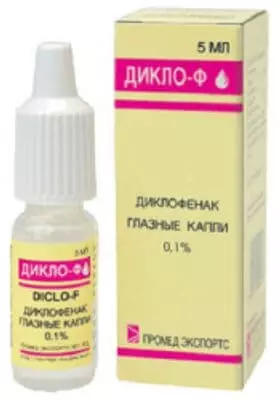 5 МЛ
ДИКЛО-Ф
ДИКЛОФЕНАК
ГЛАЗНЫЕ КАПЛИ
0,1%
ПРОМЕД ЭКСПОРТС
5 МЛ
ДИКЛО-Ф
DICLO-F
ДИКЛОФЕНАК
ГЛАЗНЫЕ КАПЛИ
0.1%